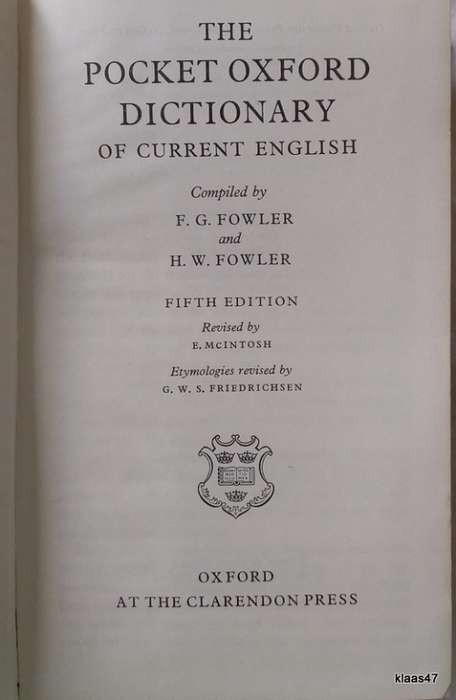 THE
POCKET OXFORD
DICTIONARY
OF CURRENT ENGLISH
Compiled by
F. G. FOWLER
and
H. W. FOWLER
FIFTH EDITION
Revised by
E. MCINTOSH
Etymologies revised by
G. W. S. FRIEDRICHSEN
OXFORD
AT THE CLARENDON PRESS
klaas47